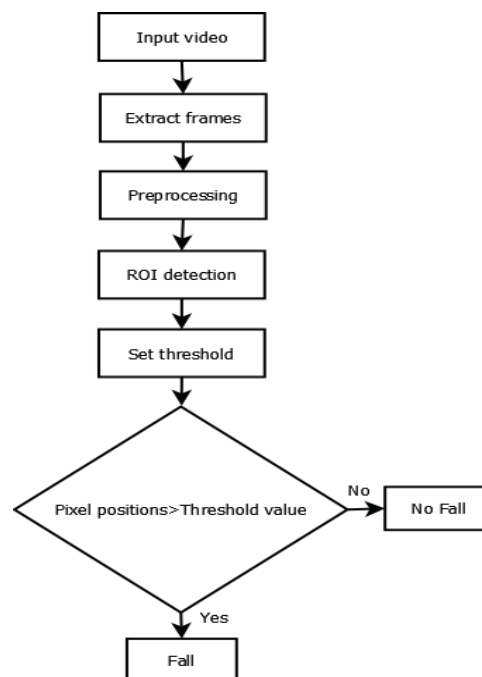 Input video
Extract frames
Preprocessing
ROI detection
Set threshold
Pixel positions>Threshold value
No
No Fall
Yes
Fall